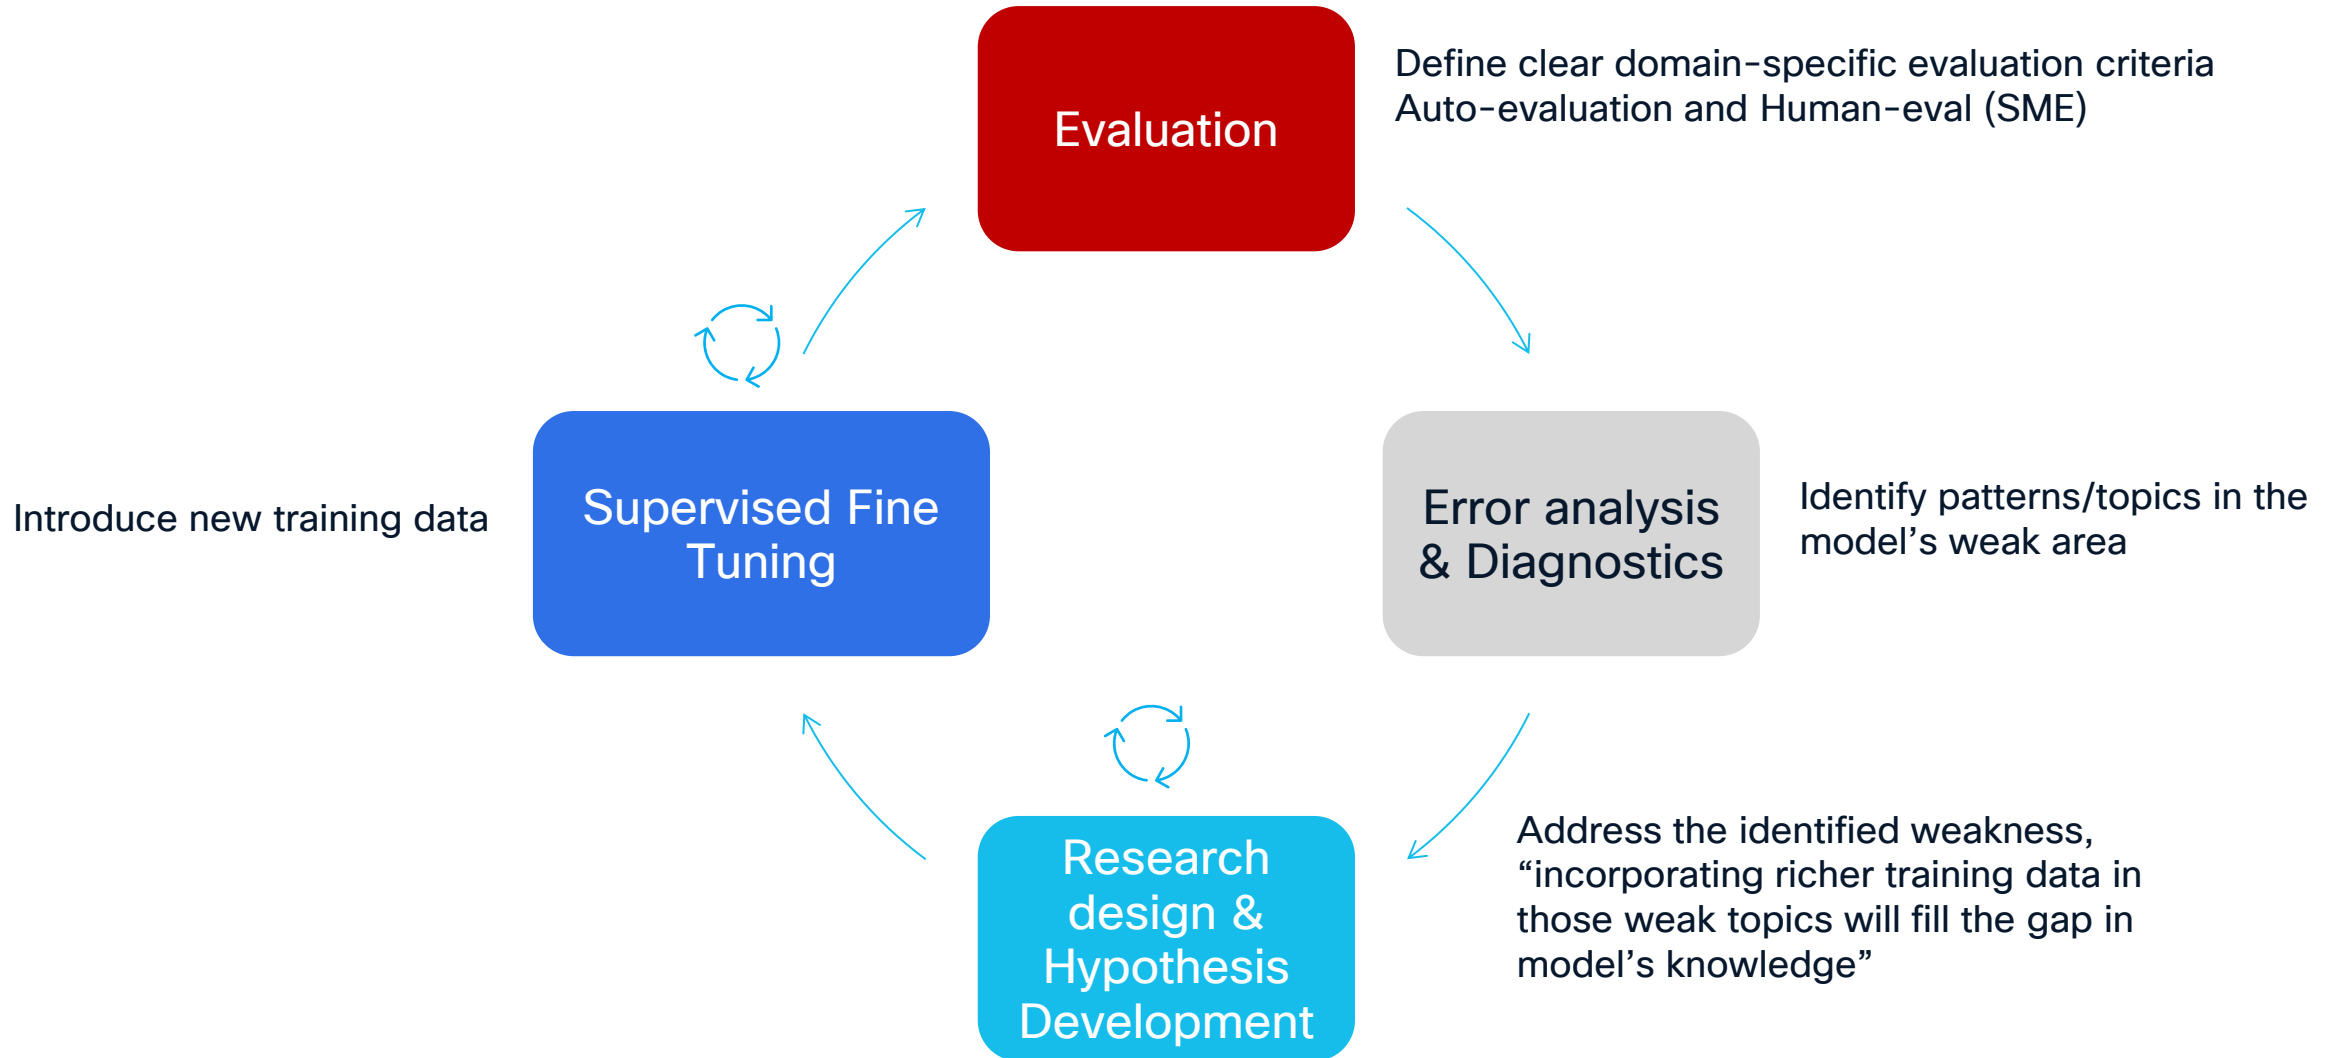 Evaluation
Define clear domain-specific evaluation criteria
Auto-evaluation and Human-eval (SME)
Introduce new training data
Supervised Fine
Tuning
Error analysis
& Diagnostics
Identify patterns/topics in the
model’s weak area
Research
design &
Hypothesis
Development
Address the identified weakness,
“incorporating richer training data in
those weak topics will fill the gap in
model’s knowledge”